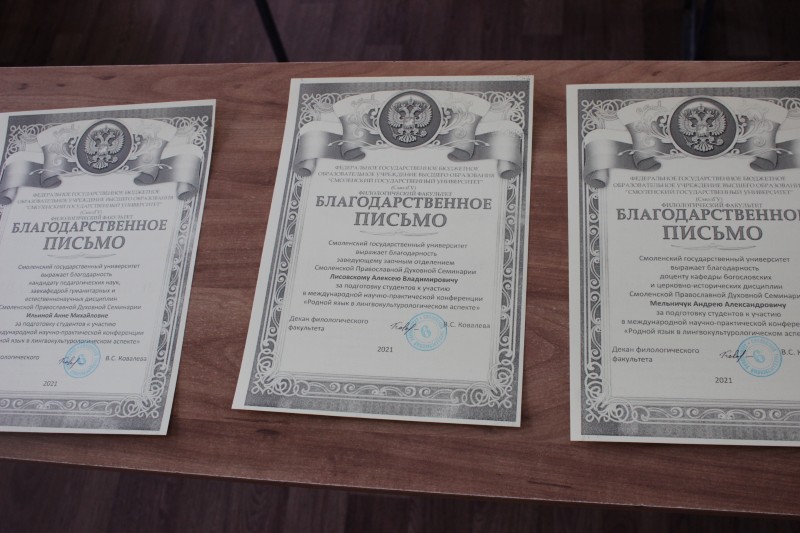 ФЕДЕРАЛЬНОЕ ГОСУДАРСТВЕННОЕ БЮДЖЕТНОЕ
ОБРАЗОВАТЕЛЬНОЕ УЧРЕЖДЕНИЕ ВЫСШЕГО ОБРАЗОВАНИЯ
"СМОЛЕНСКИЙ ГОСУДАРСТВЕННЫЙ УНИВЕРСИТЕТ"
(СмолГУ)
ФИЛОЛОГИЧЕСКИЙ ФАКУЛЬТЕТ
БЛАГОДАРСТВЕННОЕ
ПИСЬМО
Смоленский государственный университет
выражает благодарность
кандидату педагогических наук,
завкафедрой гуманитарных и
естественнонаучных дисциплин
Смоленской Православной Духовной Семинарии
Ильиной Анне Михайловне
за подготовку студентов к участию
международной научно-практической конференции
язык в лингвокультурологическом аспекте»
В.С. Ковалева
2021
ФЕДЕРАЛЬНОЕ ГОСУДАРСТВЕННОЕ БЮДЖЕТНОЕ
ОБРАЗОВАТЕЛЬНОЕ УЧРЕЖДЕНИЕ ВЫСШЕГО ОБРАЗОВАНИЯ
"СМОЛЕНСКИЙ ГОСУДАРСТВЕННЫЙ УНИВЕРСИТЕТ"
(СмолГУ)
ФИЛОЛОГИЧЕСКИЙ ФАКУЛЬТЕТ
БЛАГОДАРСТВЕННОЕ
ПИСЬМО
Смоленский государственный университет
выражает благодарность
заведующему заочным отделением
Смоленской Православной Духовной Семинарии
Лисовскому Алексею Владимировичу
за подготовку студентов к участию
в международной научно-практической конференции
«Родной язык в лингвокультурологическом аспекте»
Декан филологического
факультета
В.С. Ковалева
2021
ФЕДЕРАЛЬНОЕ ГОСУДАРСТВЕННОЕ БЮДЖЕТНОЕ
ОБРАЗОВАТЕЛЬНОЕ УЧРЕЖДЕНИЕ ВЫСШЕГО ОБРАЗОВАНИЯ
"СМОЛЕНСКИЙ ГОСУДАРСТВЕННЫЙ УНИВЕРСИТЕТ"
(СмолГУ)
ФИЛОЛОГИЧЕСКИЙ ФАКУЛЬТЕТ
БЛАГОДАРСТВЕННОЕ
ПИСЬМО
Смоленский государственный университет
выражает благодарность
доценту кафедры богословских
и церковно-исторических дисциплин
Смоленской Православной Духовной Семинарии
Мельничук Андрею Александровичу
за подготовку студентов к участию
в международной научно-практической
«Родной язык в лингвокультурологическом
Декан филологического
факультета
В.С.
2021